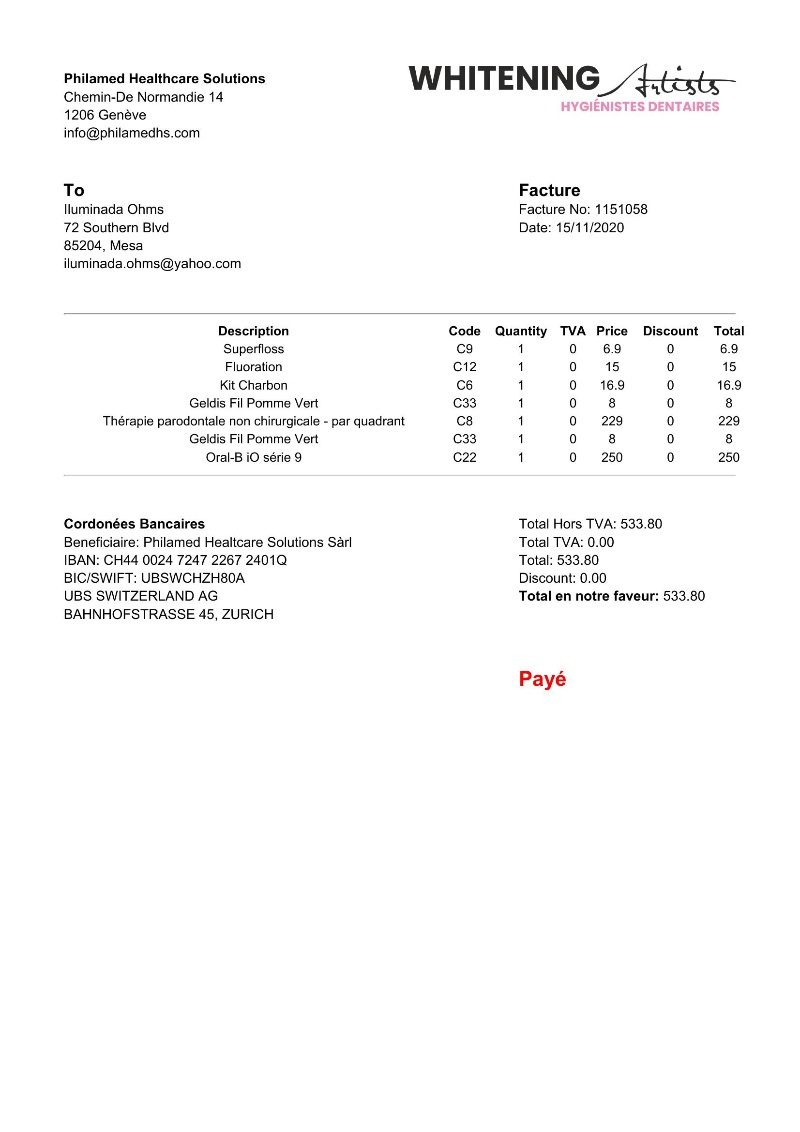 Philamed Healthcare Solutions
Chemin-De Normandie 14
1206 Genève
info@philamedhs.com
WHITENING Artists
HYGIÉNISTES DENTAIRES
To
Iluminada Ohms
72 Southern Blvd
85204, Mesa
iluminada.ohms@yahoo.com
Facture
Facture No: 1151058
Date: 15/11/2020
Description Code Quantity TVA Price Discount Total
Superfloss C9 1 0 6.9 0 6.9
Fluoration C12 1 0 15 0 15
Kit Charbon C6 1 0 16.9 0 16.9
Geldis Fil Pomme Vert C33 1 0 8 0 8
Thérapie parodontale non chirurgicale - par quadrant C8 1 0 229 0 229
Geldis Fil Pomme Vert C33 1 0 8 0 8
Oral-B iO série 9 C22 1 0 250 0 250
Cordonées Bancaires
Beneficiaire: Philamed Healtcare Solutions Sàrl
IBAN: CH44 0024 7247 2267 2401Q
BIC/SWIFT: UBSWCHZH80A
UBS SWITZERLAND AG
BAHNHOFSTRASSE 45, ZURICH
Total Hors TVA: 533.80
Total TVA: 0.00
Total: 533.80
Discount: 0.00
Total en notre faveur: 533.80
Payé